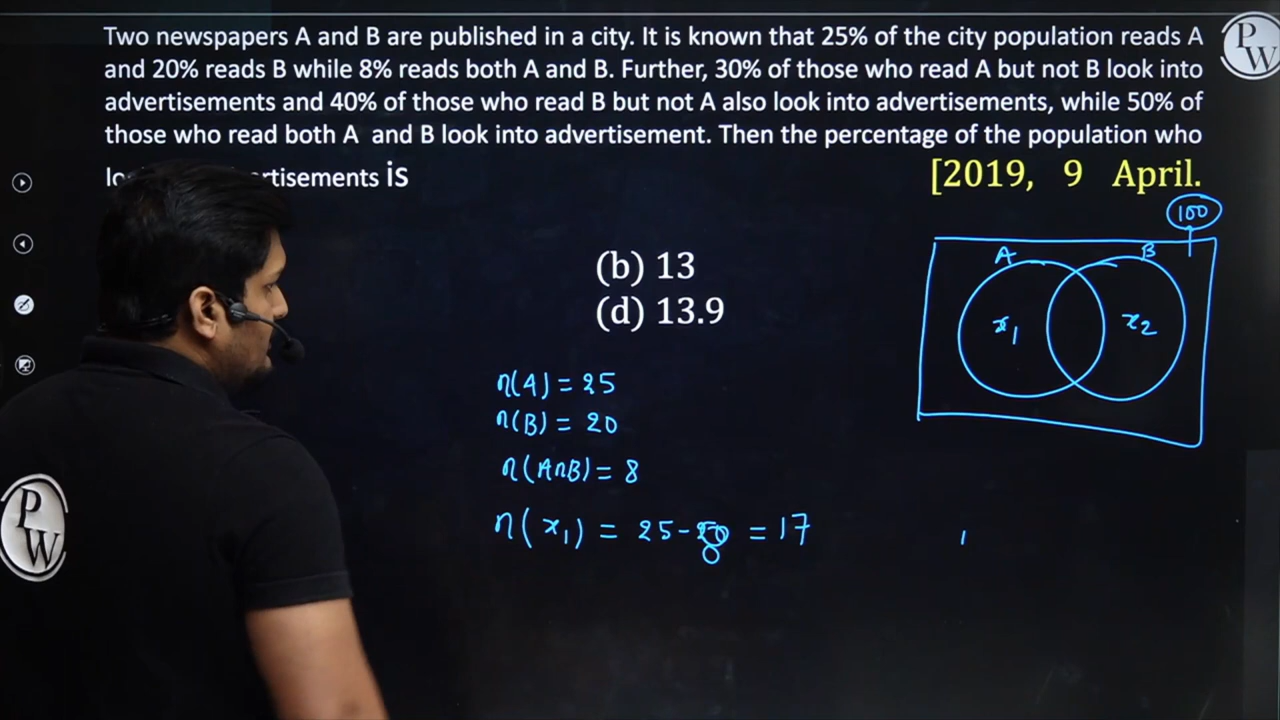 Two newspapers A and B are published in a city. It is known that 25% of the city population reads A
and 20% reads B while 8% reads both A and B. Further, 30% of those who read A but not B look into
advertisements and 40% of those who read B but not A also look into advertisements, while 50% of
those who read both A and B look into advertisement. Then the percentage of the population who
rtisements is
[2019, 9 April.
100
A B
(b) 13
(d) 13.9
x₁ x₂
n(A) = 25
n(B) = 20
n(A∩B) = 8
n(x₁) = 25 - 8 = 17
P
W
P
W